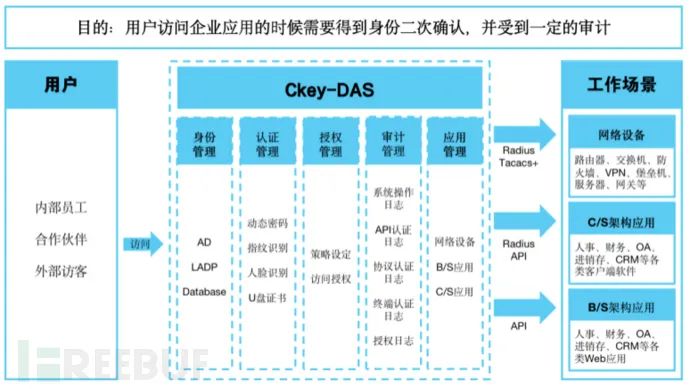 目的：用户访问企业应用的时候需要得到身份二次确认，并受到一定的审计
用户
内部员工
合作伙伴
外部访客
访问
Ckey-DAS
身份
管理
AD
LADP
Database
认证
管理
动态密码
指纹识别
人脸识别
U盘证书
授权
管理
策略设定
访问授权
审计
管理
系统操作
日志
API认证
日志
协议认证
日志
终端认证
日志
授权日志
应用
管理
网络设备
B/S应用
C/S应用
Radius
Tacacs+
Radius
API
API
工作场景
网络设备
路由器、交换机、防
火墙、VPN、堡垒机、
服务器、网关等
C/S架构应用
人事、财务、OA、
进销存、CRM等各
类客户端软件
B/S架构应用
人事、财务、OA、
进销存、CRM等各
类Web应用
FREEBUF